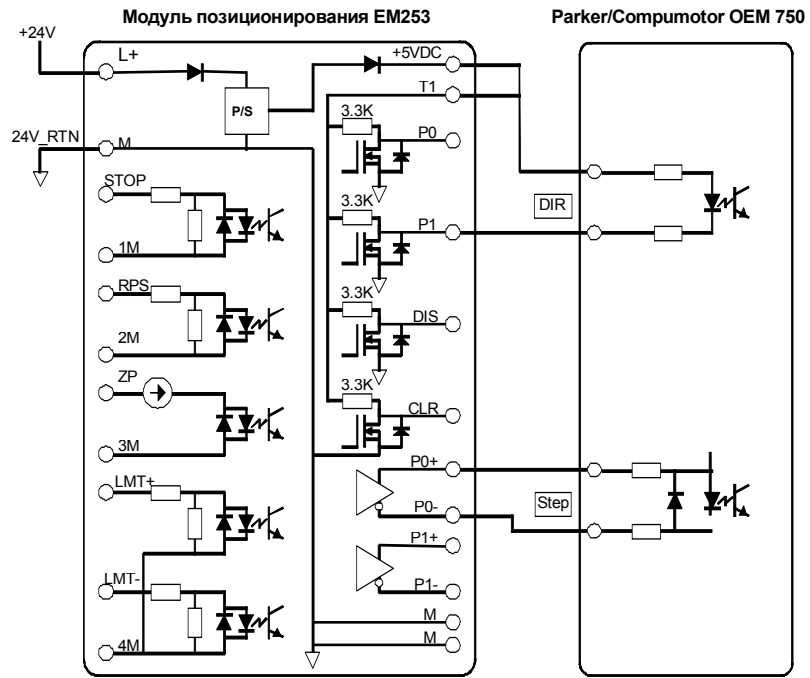 Модуль позиционирования EM253
Parker/Compumotor OEM 750
+24V
L+
+5VDC
T1
P/S
3.3K
P0
24V_RTN
M
STOP
3.3K
P1
DIR
1M
RPS
3.3K
DIS
2M
ZP
3.3K
CLR
3M
P0+
LMT+
P0-
Step
P1+
LMT-
P1-
M
4M
M